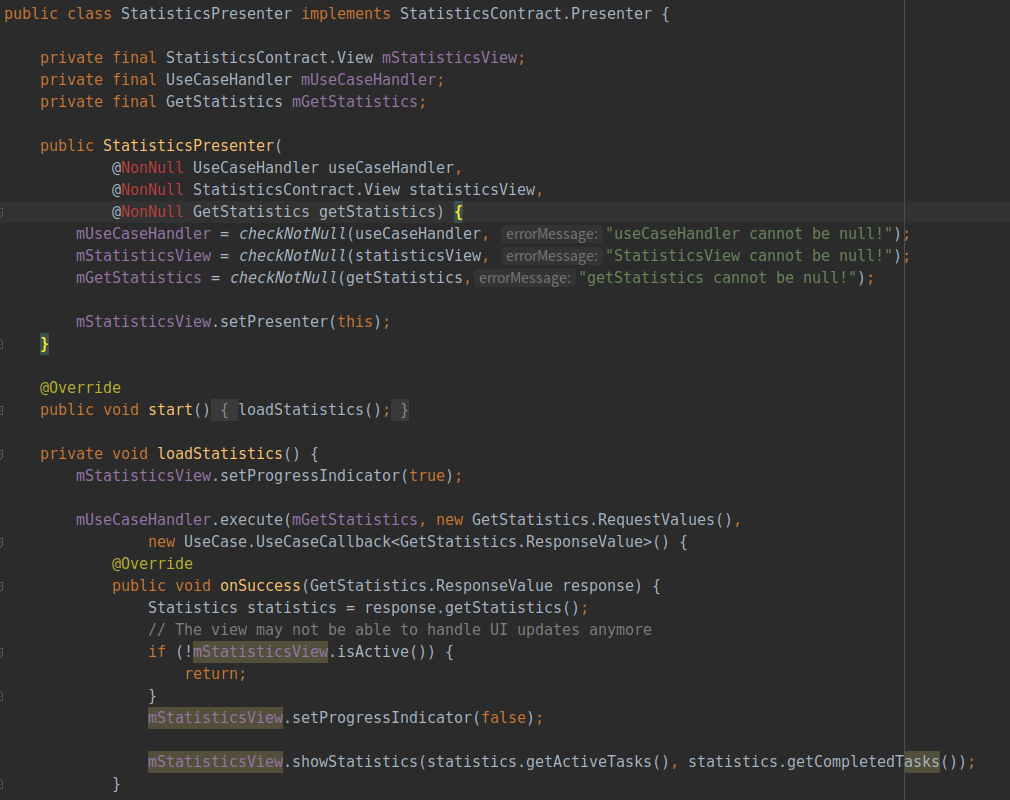 public class StatisticsPresenter implements StatisticsContract.Presenter {
private final StatisticsContract.View mStatisticsView;
private final UseCaseHandler mUseCaseHandler;
private final GetStatistics mGetStatistics;
public StatisticsPresenter(
@NonNull UseCaseHandler useCaseHandler,
@NonNull StatisticsContract.View statisticsView,
@NonNull GetStatistics getStatistics) {
mUseCaseHandler = checkNotNull(useCaseHandler, errorMessage: "useCaseHandler cannot be null!");
mStatisticsView = checkNotNull(statisticsView, errorMessage: "StatisticsView cannot be null!");
mGetStatistics = checkNotNull(getStatistics, errorMessage: "getStatistics cannot be null!");
mStatisticsView.setPresenter(this);
}
@Override
public void start() { loadStatistics(); }
private void loadStatistics() {
mStatisticsView.setProgressIndicator(true);
mUseCaseHandler.execute(mGetStatistics, new GetStatistics.RequestValues(),
new UseCase.UseCaseCallback<GetStatistics.ResponseValue>() {
@Override
public void onSuccess(GetStatistics.ResponseValue response) {
Statistics statistics = response.getStatistics();
// The view may not be able to handle UI updates anymore
if (!mStatisticsView.isActive()) {
return;
}
mStatisticsView.setProgressIndicator(false);
mStatisticsView.showStatistics(statistics.getActiveTasks(), statistics.getCompletedTasks());
}